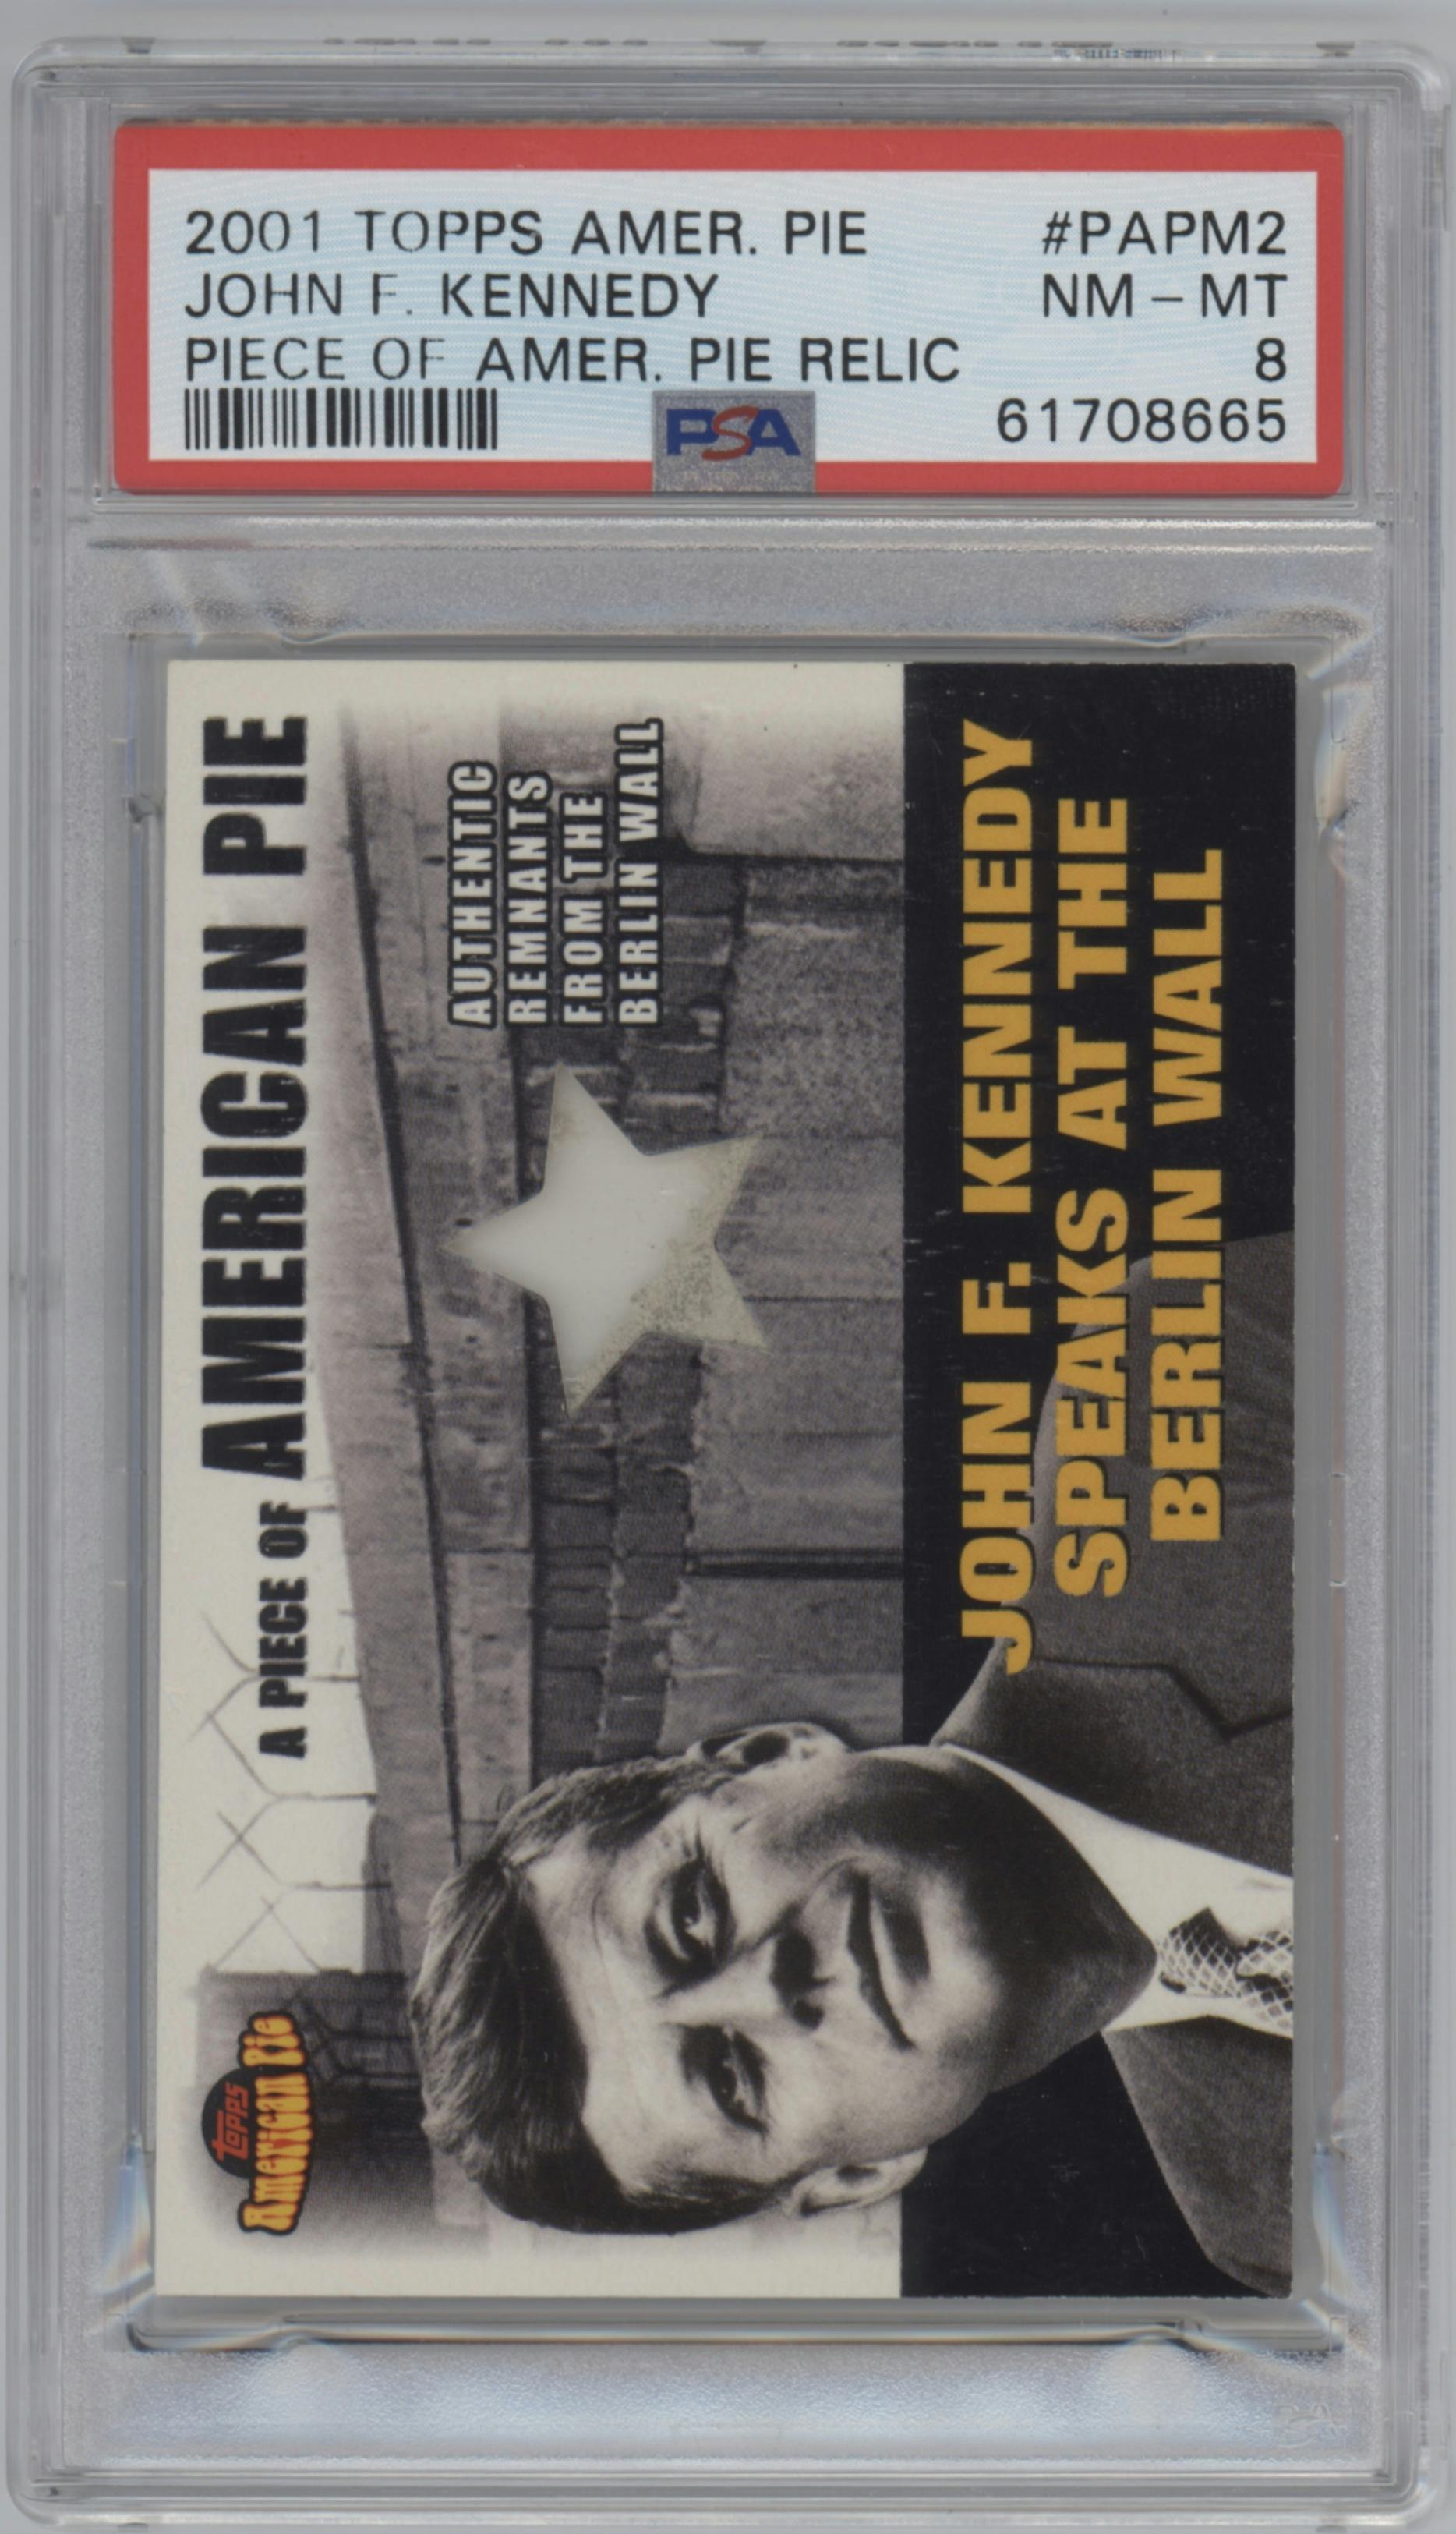 2001 TOPPS AMER. PIE #PAPM2
JOHN F. KENNEDY NM - MT
PIECE OF AMER. PIE RELIC 8
PSA 61708665
A PIECE OF AMERICAN PIE
AUTHENTIC
REMNANTS
FROM THE
BERLIN WALL
JOHN F. KENNEDY
SPEAKS AT THE
BERLIN WALL
TOPPS
American Pie